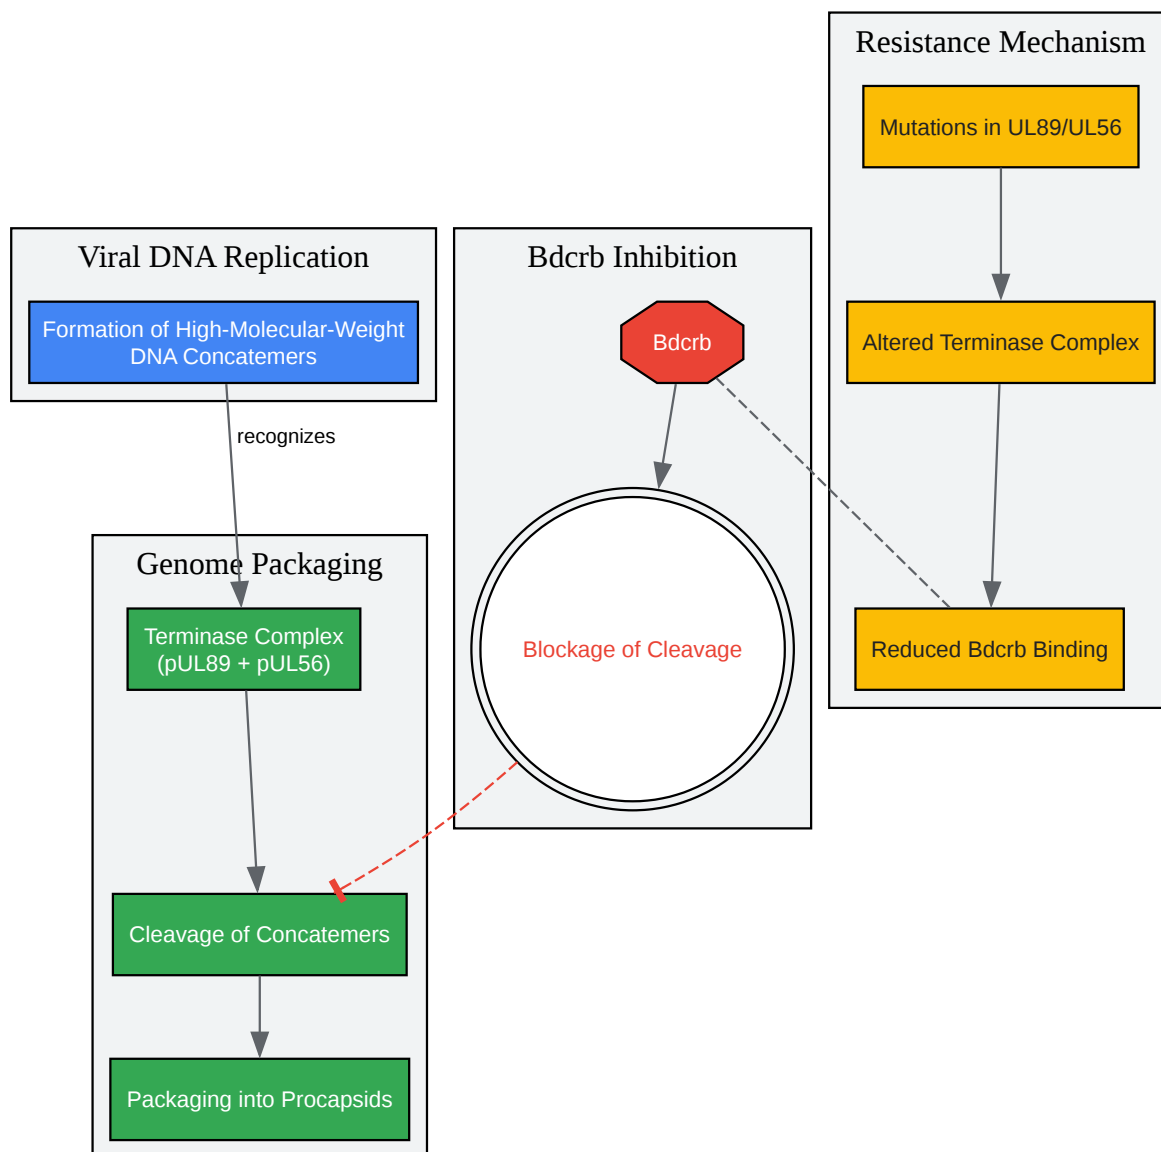 Resistance Mechanism
Mutations in UL89/UL56
Viral DNA Replication
Bdcrb Inhibition
Formation of High-Molecular-Weight
DNA Concatemers
Bdcrb
Altered Terminase Complex
recognizes
Genome Packaging
Terminase Complex
(pUL89 + pUL56)
Blockage of Cleavage
Reduced Bdcrb Binding
Cleavage of Concatemers
Packaging into Procapsids